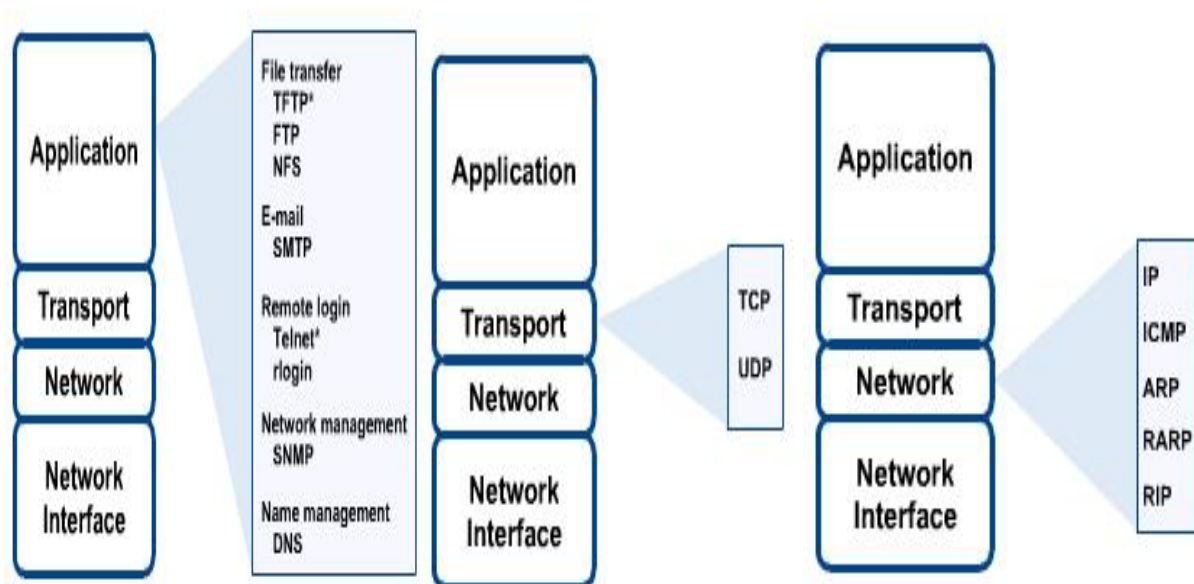 Application
Transport
Network
Network
Interface
File transfer
TFTP*
FTP
NFS
E-mail
SMTP
Remote login
Telnet*
rlogin
Network management
SNMP
Name management
DNS
Application
Transport
Network
Network
Interface
TCP
UDP
Application
Transport
Network
Network
Interface
IP
ICMP
ARP
RARP
RIP